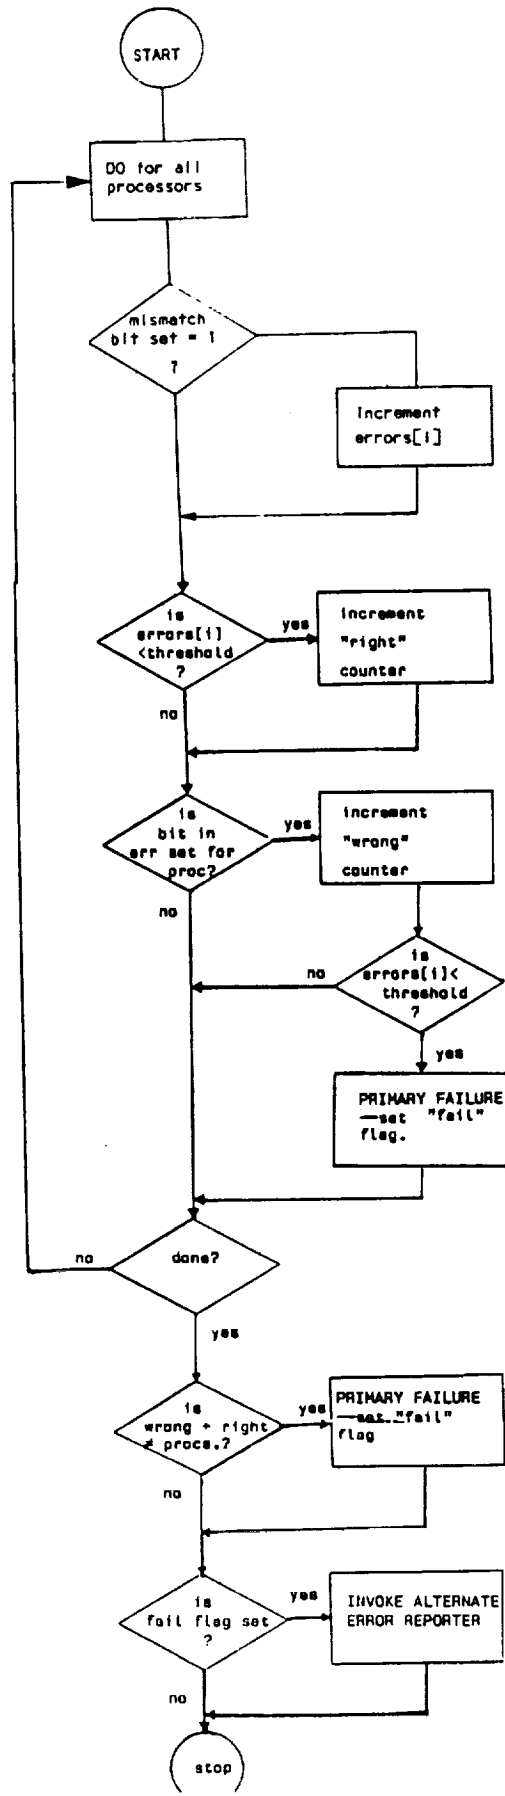 START
DO for all
processors
mismatch
bit set = 1
?
increment
errors[i]
is
errors[i]
<threshold
?
yes
increment
"right"
counter
no
is
bit in
err set for
proc?
yes
increment
"wrong"
counter
no
is
errors[i]<
threshold
?
no
yes
PRIMARY FAILURE
—set "fail"
flag.
done?
no
yes
is
wrong + right
≠ procs.?
yes
PRIMARY FAILURE
—set "fail"
flag
no
is
fail flag set
?
yes
INVOKE ALTERNATE
ERROR REPORTER
no
stop